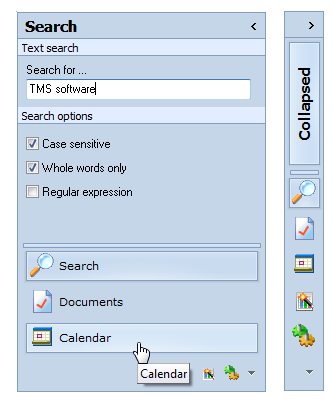 Search
Text search
Search for ...
TMS software
Search options
Case sensitive
Whole words only
Regular expression
Search
Documents
Calendar
Calendar
Collapsed